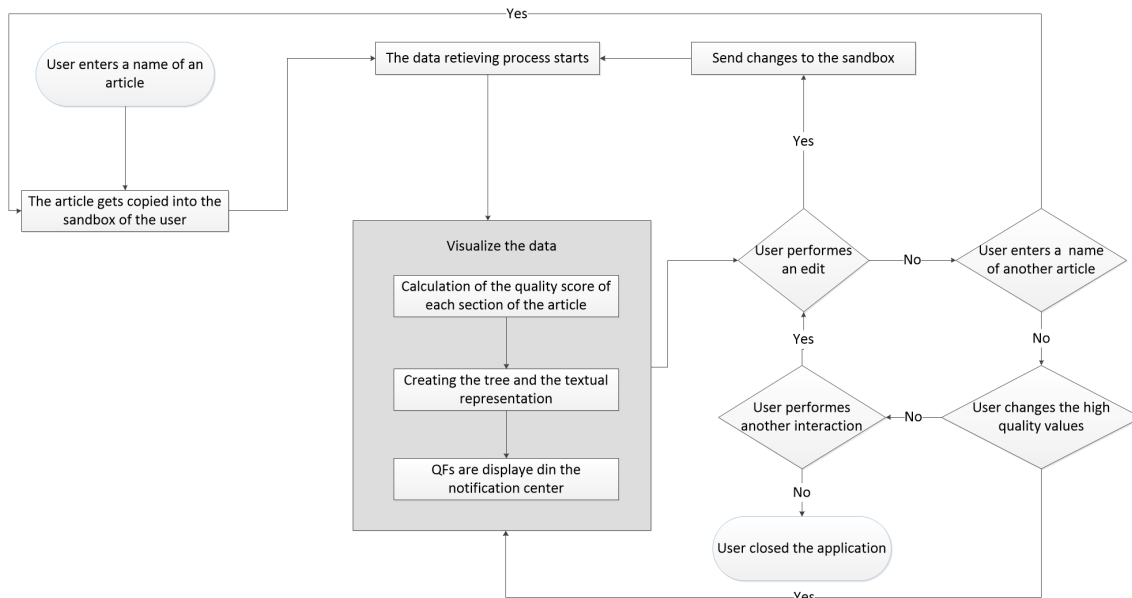 Yes
User enters a name of an
article
The data retieving process starts
Send changes to the sandbox
Yes
The article gets copied into the
sandbox of the user
Visualize the data
Calculation of the quality score of
each section of the article
Creating the tree and the textual
representation
QFs are displaye din the
notification center
User performes
an edit
No
User enters a  name
of another article
Yes
No
User performes
another interaction
No
User changes the high
quality values
No
User closed the application
Yes